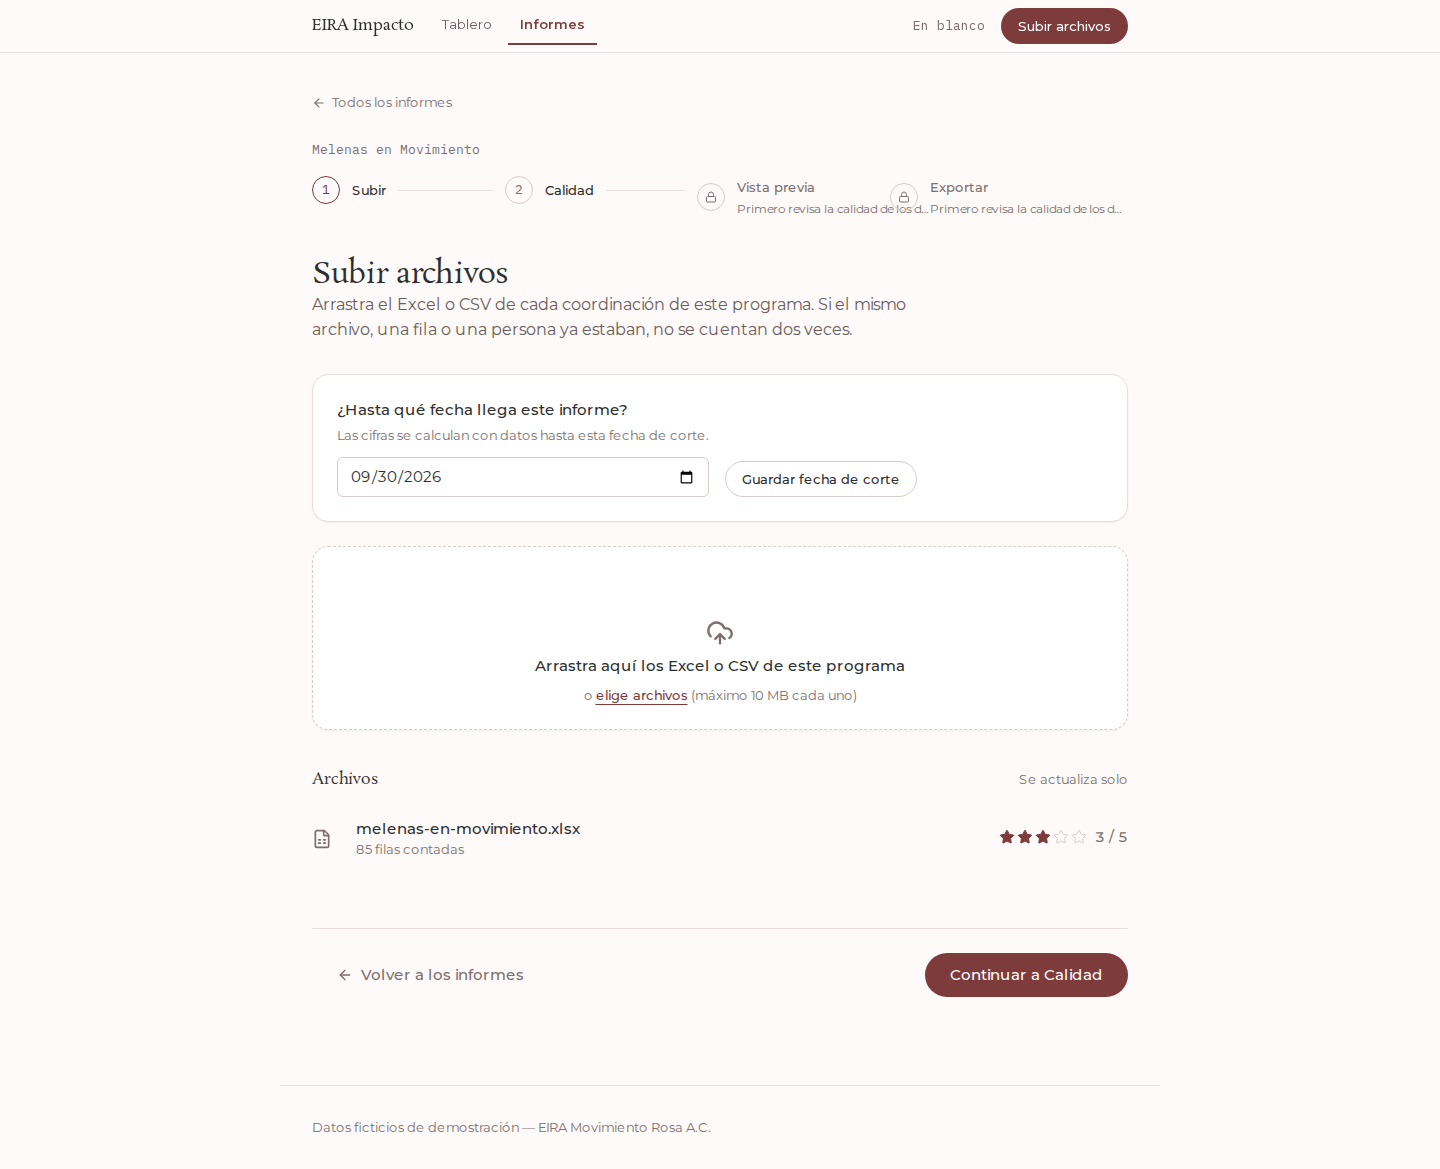 EIRA Impacto Tablero Informes En blanco Subir archivos
Todos los informes
Melenas en Movimiento
1 Subir 2 Calidad Vista previa Exportar
Primero revisa la calidad de los d... Primero revisa la calidad de los d...
Subir archivos
Arrastra el Excel o CSV de cada coordinación de este programa. Si el mismo
archivo, una fila o una persona ya estaban, no se cuentan dos veces.
¿Hasta qué fecha llega este informe?
Las cifras se calculan con datos hasta esta fecha de corte.
09/30/2026 Guardar fecha de corte
Arrastra aquí los Excel o CSV de este programa
o elige archivos (máximo 10 MB cada uno)
Archivos Se actualiza solo
melenas-en-movimiento.xlsx 3 / 5
85 filas contadas
Volver a los informes Continuar a Calidad
Datos ficticios de demostración — EIRA Movimiento Rosa A.C.